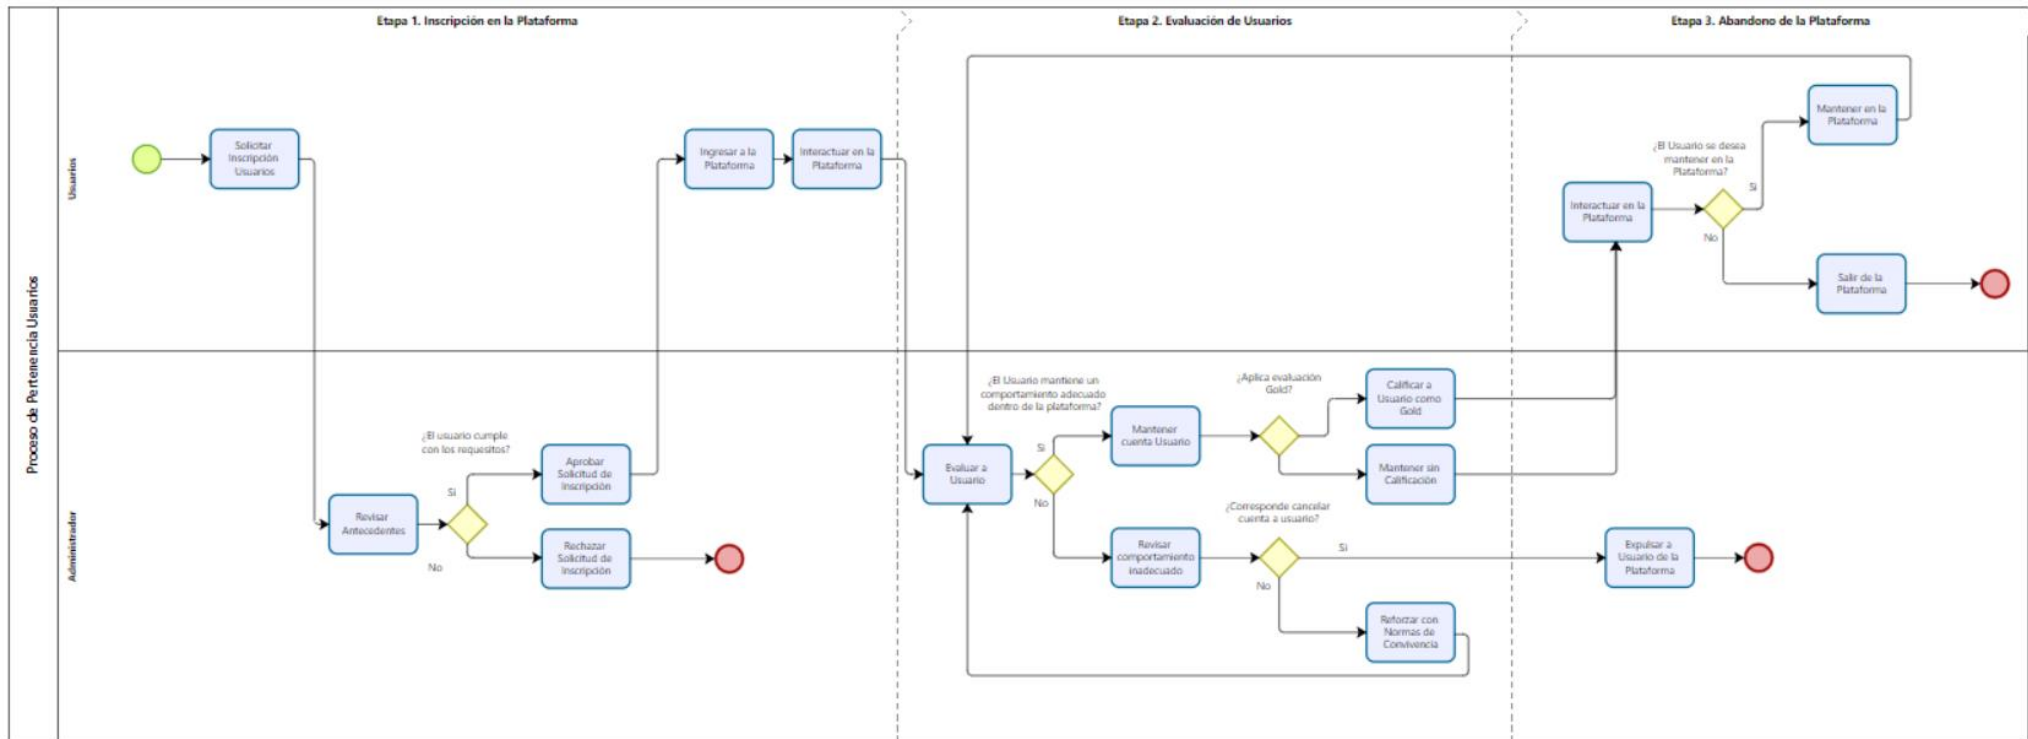 Etapa 1. Inscripción en la Plataforma
Etapa 2. Evaluación de Usuarios
Etapa 3. Abandono de la Plataforma
Proceso de Pertenencia Usuarios
Usuarios
Solicitar
Inscripción
Usuarios
Ingresar a la
Plataforma
Interactuar en la
Plataforma
Interactuar en la
Plataforma
¿El Usuario se desea
mantener en la
Plataforma?
Si
No
Mantener en la
Plataforma
Salir de la
Plataforma
Administrador
Revisar
Antecedentes
¿El usuario cumple
con los requesitos?
Si
No
Aprobar
Solicitud de
Inscripción
Rechazar
Solicitud de
Inscripción
Evaluar a
Usuario
¿El Usuario mantiene un
comportamiento adecuado
dentro de la plataforma?
Si
No
Mantener
cuenta Usuario
¿Aplica evaluación
Gold?
Calificar a
Usuario como
Gold
Mantener sin
Calificación
Revisar
comportamiento
inadecuado
¿Corresponde cancelar
cuenta a usuario?
Si
No
Reforzar con
Normas de
Convivencia
Expulsar a
Usuario de la
Plataforma